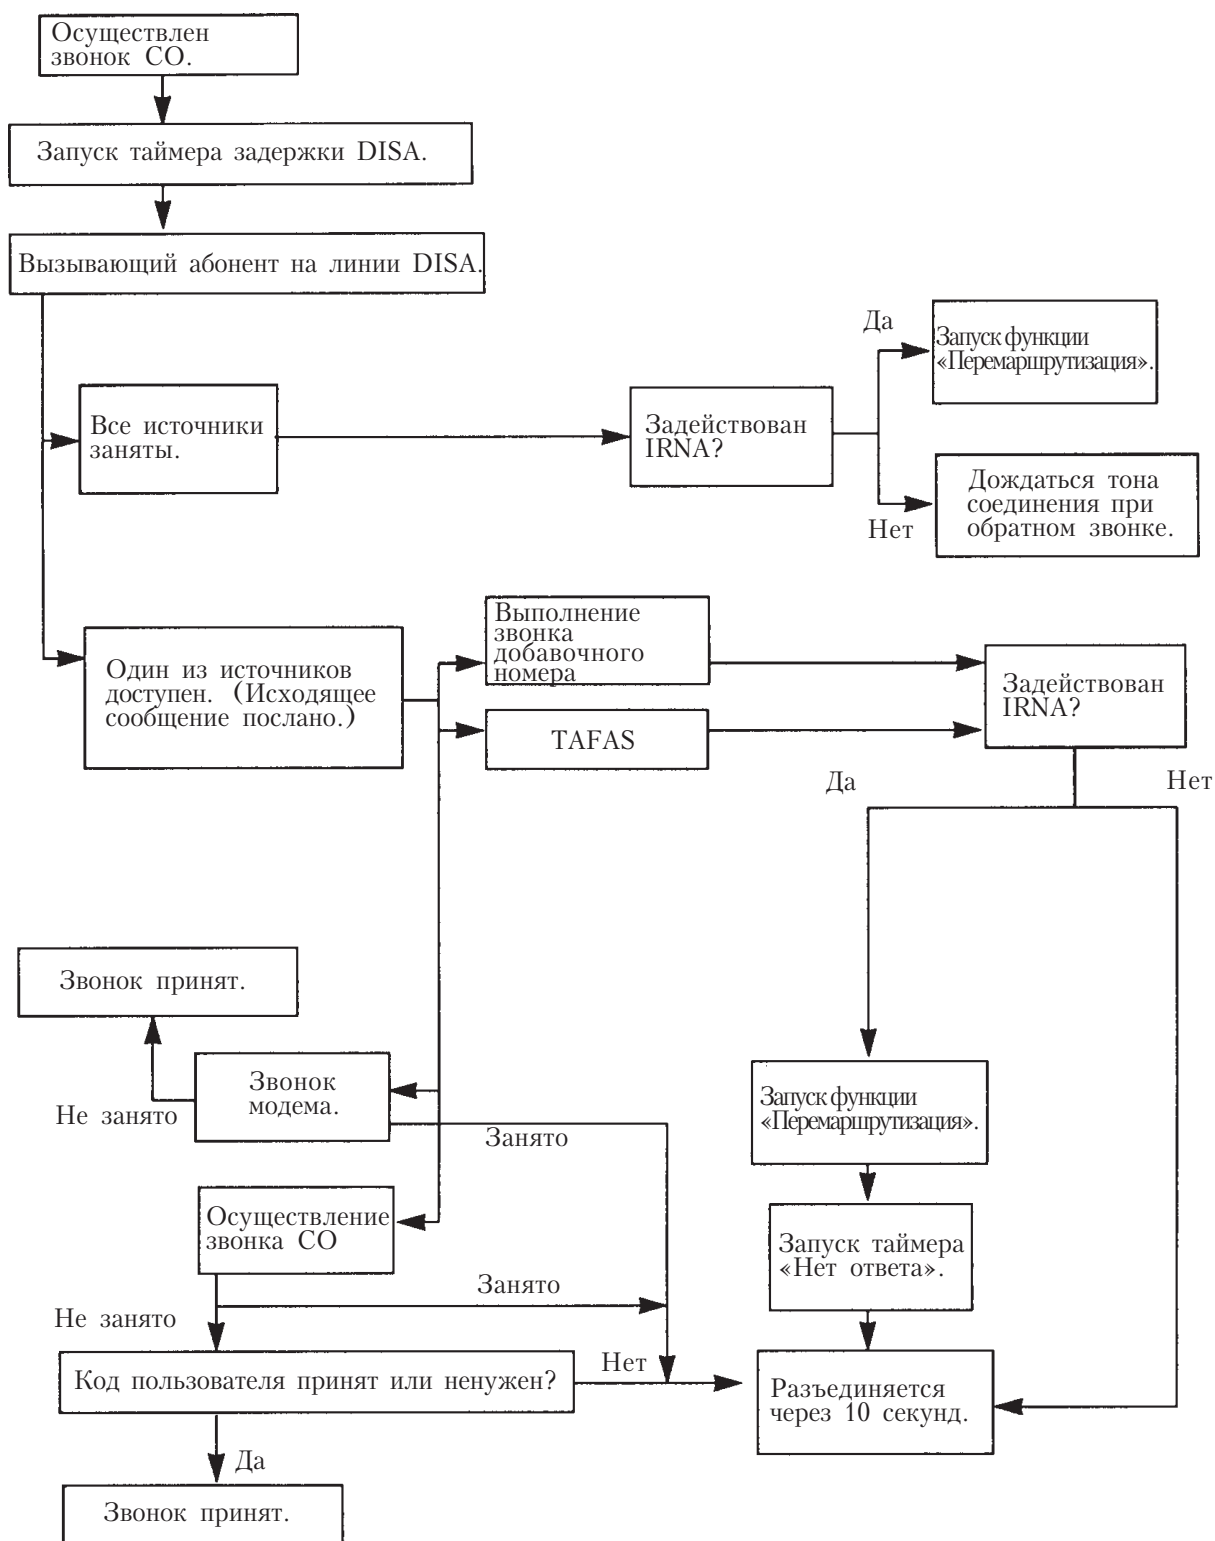 Осуществлен
звонок CO.
Запуск таймера задержки DISA.
Вызывающий абонент на линии DISA.
Все источники
заняты.
Задействован
IRNA?
Да
Запуск функции
«Перемаршрутизация».
Нет
Дождаться тона
соединения при
обратном звонке.
Один из источников
доступен. (Исходящее
сообщение послано.)
Выполнение
звонка
добавочного
номера
TAFAS
Задействован
IRNA?
Да
Нет
Звонок принят.
Звонок
модема.
Не занято
Занято
Запуск функции
«Перемаршрутизация».
Осуществление
звонка CO
Запуск таймера
«Нет ответа».
Занято
Не занято
Код пользователя принят или ненужен?
Нет
Разъединяется
через 10 секунд.
Да
Звонок принят.